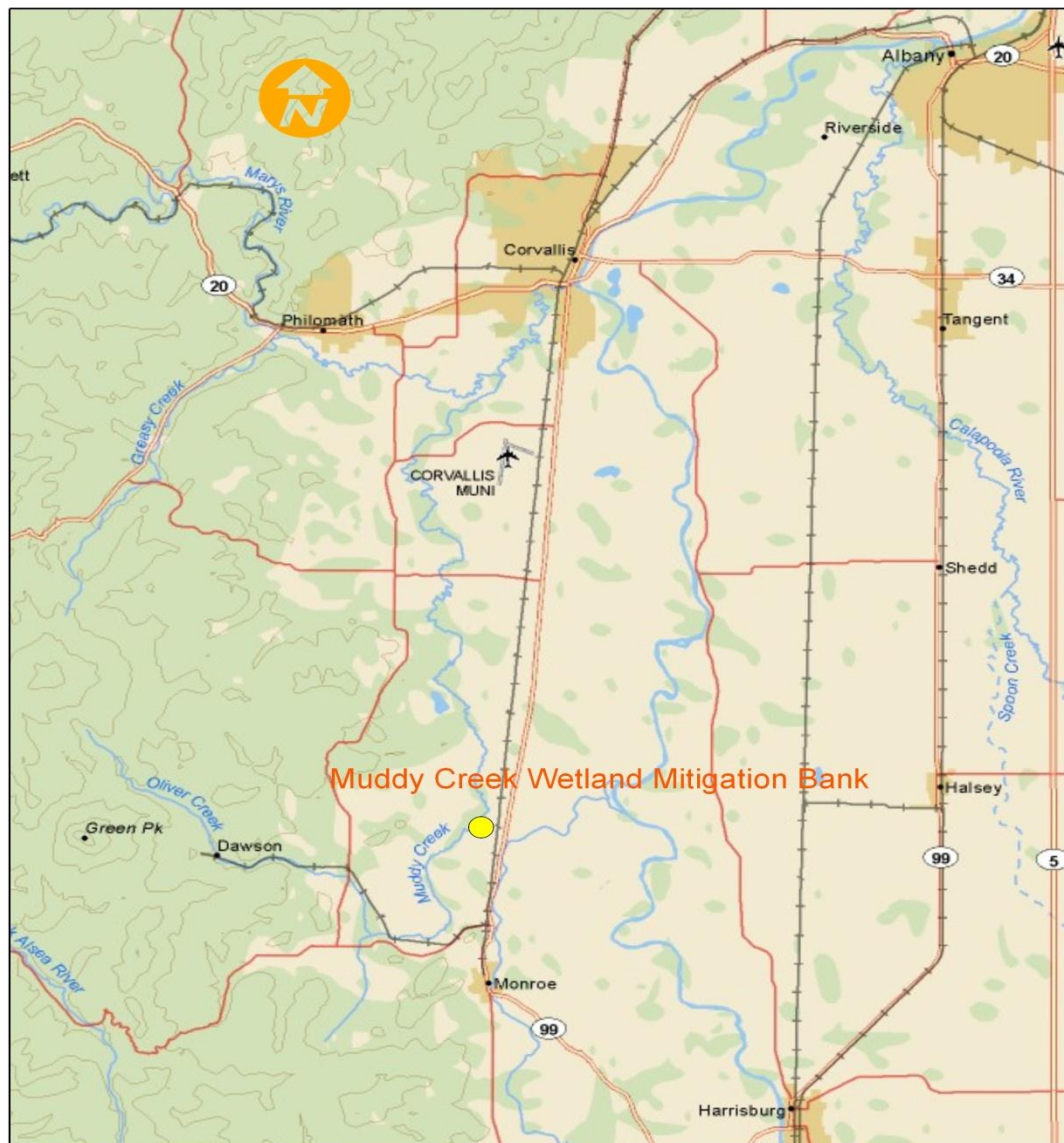 N
Albany
20
Riverside
ett
Marys
River
Corvallis
20
34
Philomath
Tangent
Greasy Creek
Calapooia River
CORVALLIS
MUNI
Shedd
Spoon Creek
Muddy Creek Wetland Mitigation Bank
Oliver Creek
Halsey
Green Pk
Muddy Creek
Dawson
99
5
k Alsea River
Monroe
99
Harrisburg